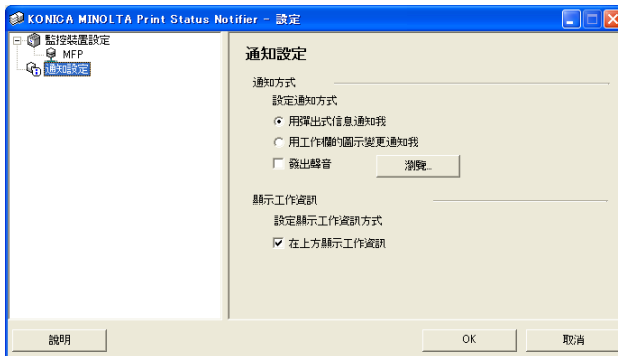 KONICA MINOLTA Print Status Notifier - 設定
監控裝置設定
MFP
通知設定
通知設定
通知方式
設定通知方式
用彈出式信息通知我
用工作欄的圖示變更通知我
發出聲音
瀏覽...
顯示工作資訊
設定顯示工作資訊方式
在上方顯示工作資訊
說明
OK
取消